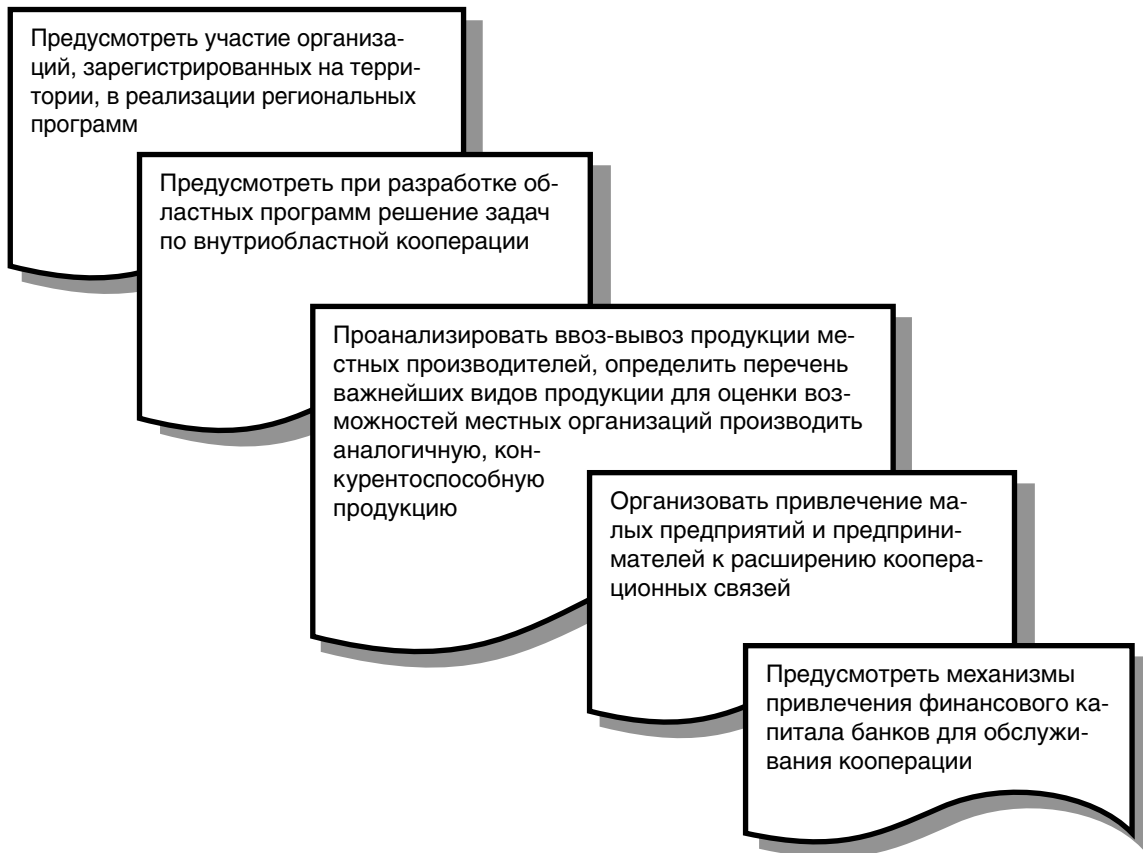 Предусмотреть участие организа-
ций, зарегистрированных на терри-
тории, в реализации региональных
программ
Предусмотреть при разработке об-
ластных программ решение задач
по внутриобластной кооперации
Проанализировать ввоз-вывоз продукции ме-
стных производителей, определить перечень
важнейших видов продукции для оценки воз-
можностей местных организаций производить
аналогичную, кон-
курентоспособную
продукцию
Организовать привлечение ма-
лых предприятий и предприни-
мателей к расширению коопера-
ционных связей
Предусмотреть механизмы
привлечения финансового ка-
питала банков для обслужи-
вания кооперации